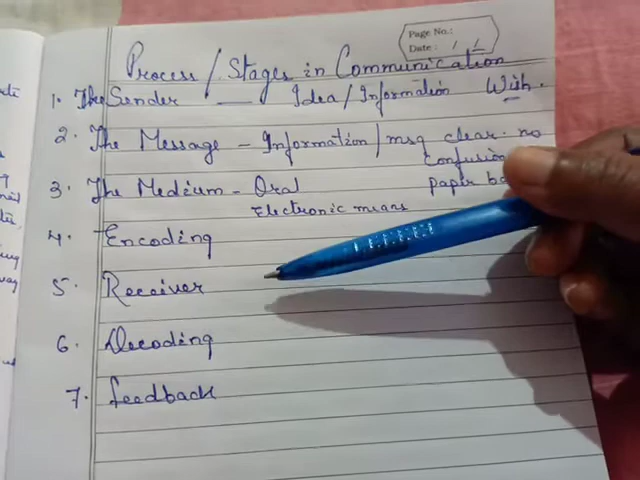 Page No.:
Date: / /
Process / Stages in Communication
1. The Sender — Idea / Information Wish.
2. The Message - Information / msg clear. no
confusion
3. The Medium - Oral paper ba
Electronic means
4. Encoding
5. Receiver
6. Decoding
7. feedback